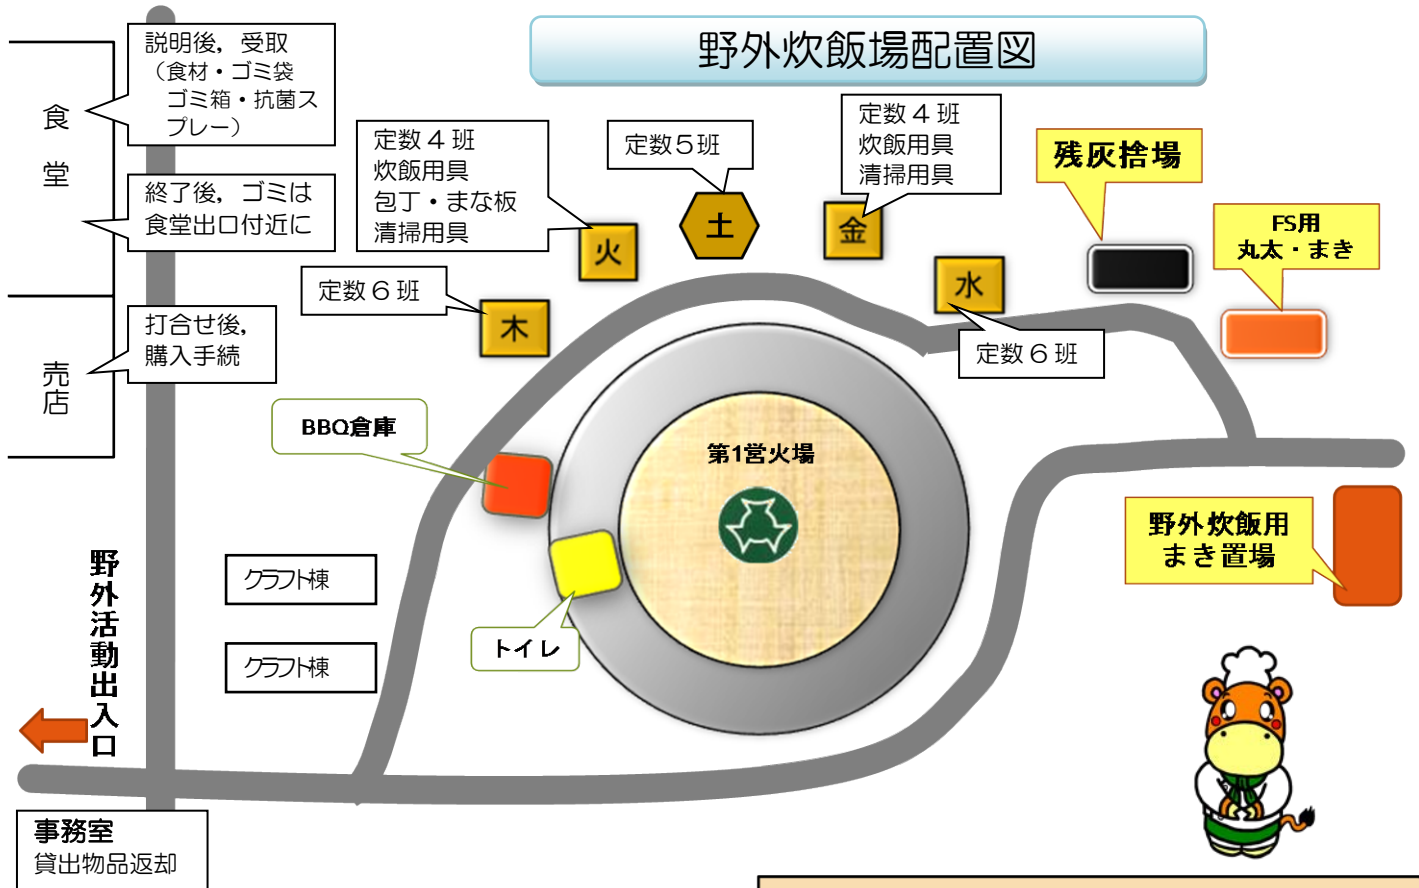 野外炊飯場配置図
説明後，受取
（食材・ゴミ袋
ゴミ箱・抗菌ス
プレー）
食堂
終了後，ゴミは
食堂出口付近に
打合せ後，
購入手続
売店
定数４班
炊飯用具
包丁・まな板
清掃用具
定数５班
定数４班
炊飯用具
清掃用具
残灰捨場
FS用
丸太・まき
火
土
金
水
木
定数６班
定数６班
BBQ倉庫
第1営火場
野外炊飯用
まき置場
トイレ
クラフト棟
クラフト棟
野外活動出入口
事務室
貸出物品返却